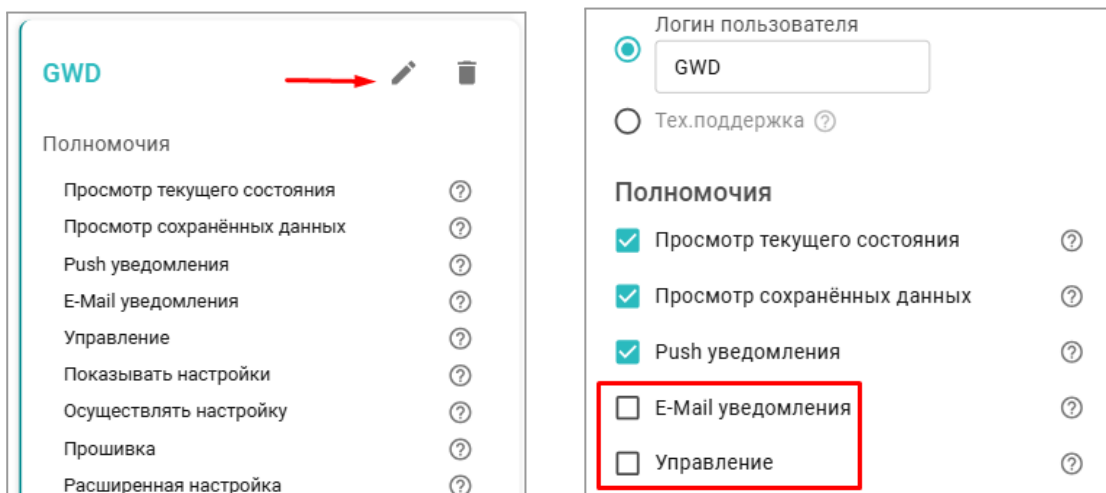 GWD
Полномочия
Просмотр текущего состояния
Просмотр сохранённых данных
Push уведомления
E-Mail уведомления
Управление
Показывать настройки
Осуществлять настройку
Прошивка
Расширенная настройка
Логин пользователя
GWD
Тех.поддержка
Полномочия
Просмотр текущего состояния
Просмотр сохранённых данных
Push уведомления
E-Mail уведомления
Управление